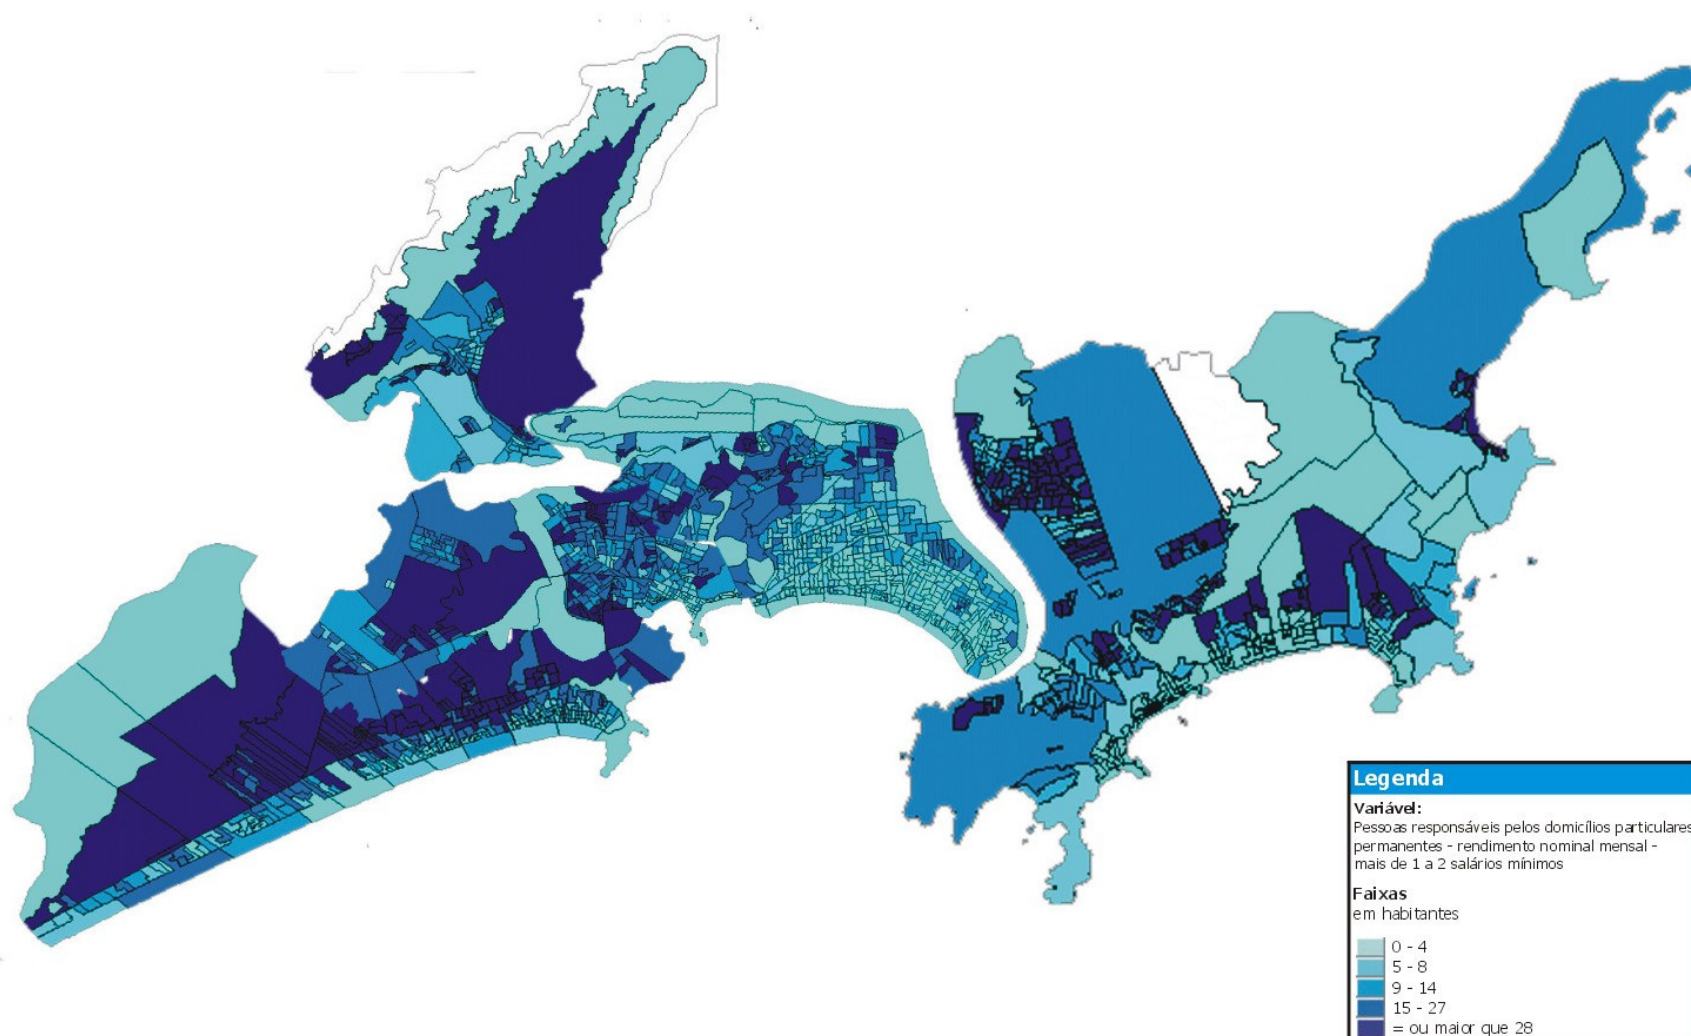 Legenda
Variável:
Pessoas responsáveis pelos domicílios particulares
permanentes - rendimento nominal mensal -
mais de 1 a 2 salários mínimos
Faixas
em habitantes
0 - 4
5 - 8
9 - 14
15 - 27
= ou maior que 28